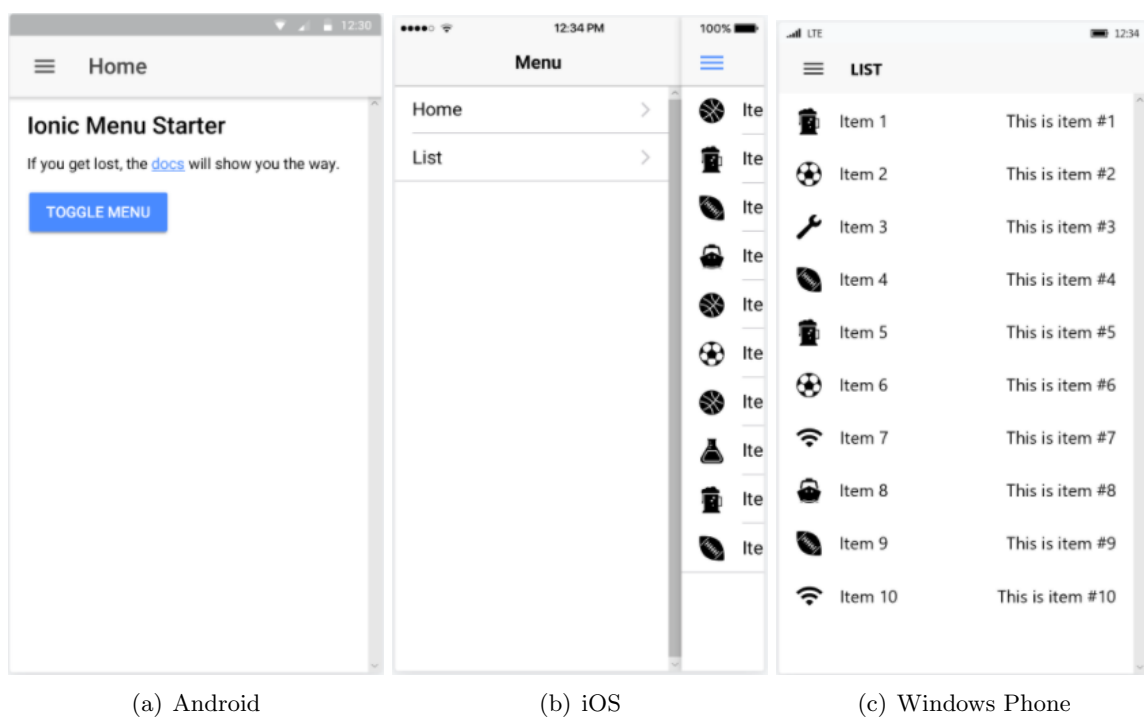 12:30
Home
Ionic Menu Starter
If you get lost, the docs will show you the way.
TOGGLE MENU
(a) Android
12:34 PM
100%
Menu
Home
List
Ite
Ite
Ite
Ite
Ite
Ite
Ite
Ite
Ite
Ite
(b) iOS
LTE
12:34
LIST
Item 1 This is item #1
Item 2 This is item #2
Item 3 This is item #3
Item 4 This is item #4
Item 5 This is item #5
Item 6 This is item #6
Item 7 This is item #7
Item 8 This is item #8
Item 9 This is item #9
Item 10 This is item #10
(c) Windows Phone